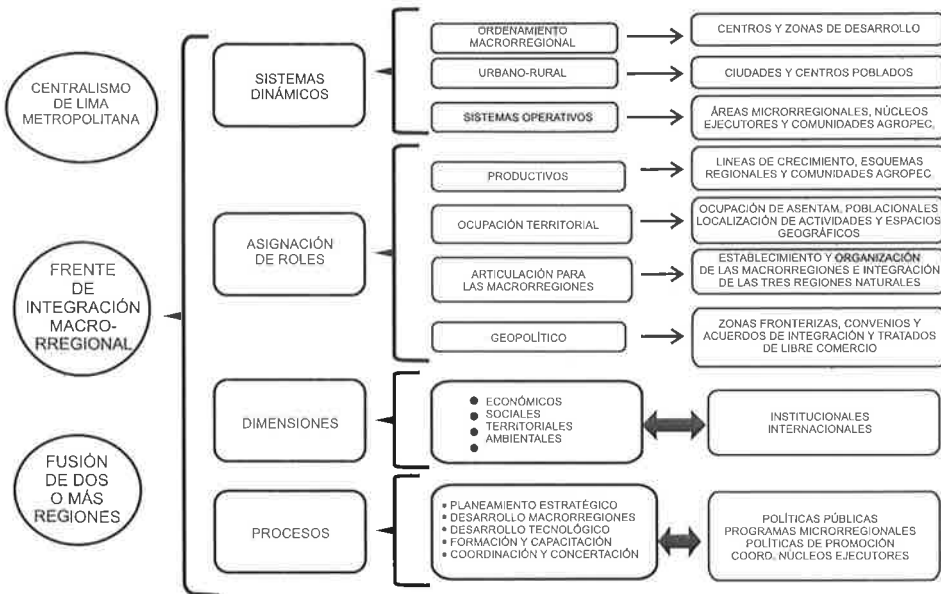 CENTRALISMO
DE LIMA
METROPOLITANA
FRENTE
DE
INTEGRACIÓN
MACRO-
RREGIONAL
FUSIÓN
DE DOS
O MÁS
REGIONES
SISTEMAS
DINÁMICOS
ORDENAMIENTO
MACRORREGIONAL
CENTROS Y ZONAS DE DESARROLLO
URBANO-RURAL
CIUDADES Y CENTROS POBLADOS
SISTEMAS OPERATIVOS
ÁREAS MICRORREGIONALES, NÚCLEOS
EJECUTORES Y COMUNIDADES AGROPEC,
ASIGNACIÓN
DE ROLES
PRODUCTIVOS
LINEAS DE CRECIMIENTO, ESQUEMAS
REGIONALES Y COMUNIDADES AGROPEC
OCUPACIÓN TERRITORIAL
OCUPACIÓN DE ASENTAM, POBLACIONALES
LOCALIZACIÓN DE ACTIVIDADES Y ESPACIOS
GEOGRÁFICOS
ARTICULACIÓN PARA
LAS MACRORREGIONES
ESTABLECIMIENTO Y ORGANIZACIÓN
DE LAS MACRORREGIONES E INTEGRACIÓN
DE LAS TRES REGIONES NATURALES
GEOPOLÍTICO
ZONAS FRONTERIZAS, CONVENIOS Y
ACUERDOS DE INTEGRACIÓN Y TRATADOS
DE LIBRE COMERCIO
DIMENSIONES
• ECONÓMICOS
• SOCIALES
• TERRITORIALES
• AMBIENTALES
•
INSTITUCIONALES
INTERNACIONALES
PROCESOS
• PLANEAMIENTO ESTRATÉGICO
• DESARROLLO MACRORREGIONES
• DESARROLLO TECNOLÓGICO
• FORMACIÓN Y CAPACITACIÓN
• COORDINACIÓN Y CONCERTACIÓN
POLÍTICAS PÚBLICAS
PROGRAMAS MICRORREGIONALES
POLÍTICAS DE PROMOCIÓN
COORD. NÚCLEOS EJECUTORES